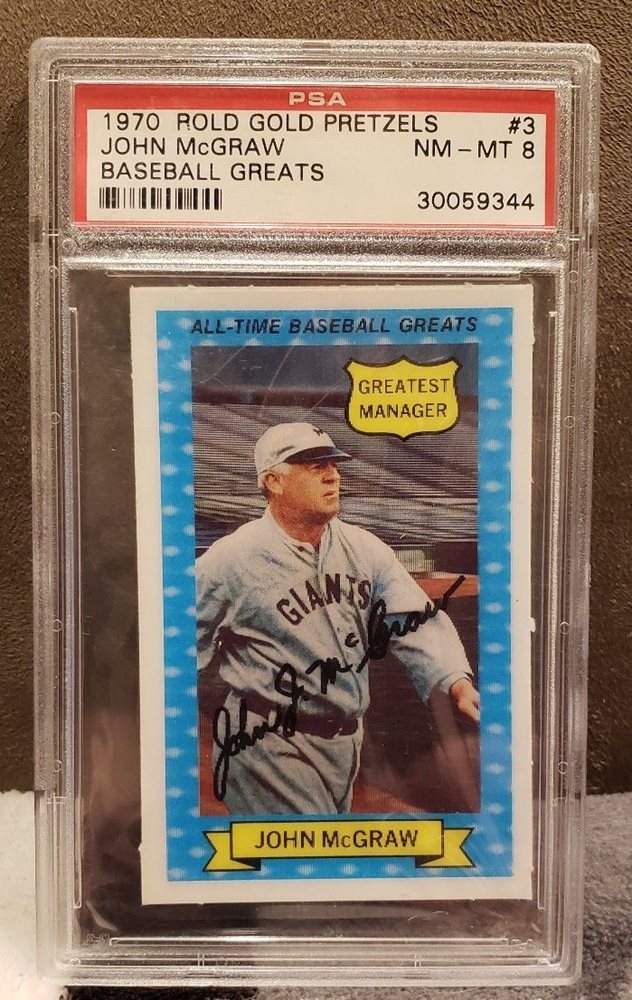 PSA
1970 ROLD GOLD PRETZELS #3
JOHN McGRAW NM-MT 8
BASEBALL GREATS
30059344
ALL-TIME BASEBALL GREATS
GREATEST
MANAGER
GIANTS
John J. McGraw
JOHN McGRAW